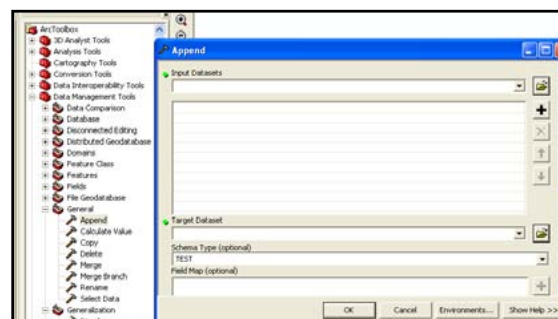 ArcToolbox
3D Analyst Tools
Analysis Tools
Cartography Tools
Conversion Tools
Data Interoperability Tools
Data Management Tools
Data Comparison
Database
Disconnected Editing
Distributed Geodatabase
Domains
Feature Class
Features
Fields
File Geodatabase
General
Append
Calculate Value
Copy
Delete
Merge
Merge Branch
Rename
Select Data
Generalization
Append
Input Datasets
Target Dataset
Schema Type (optional)
TEST
Field Map (optional)
OK
Cancel
Environments...
Show Help >>